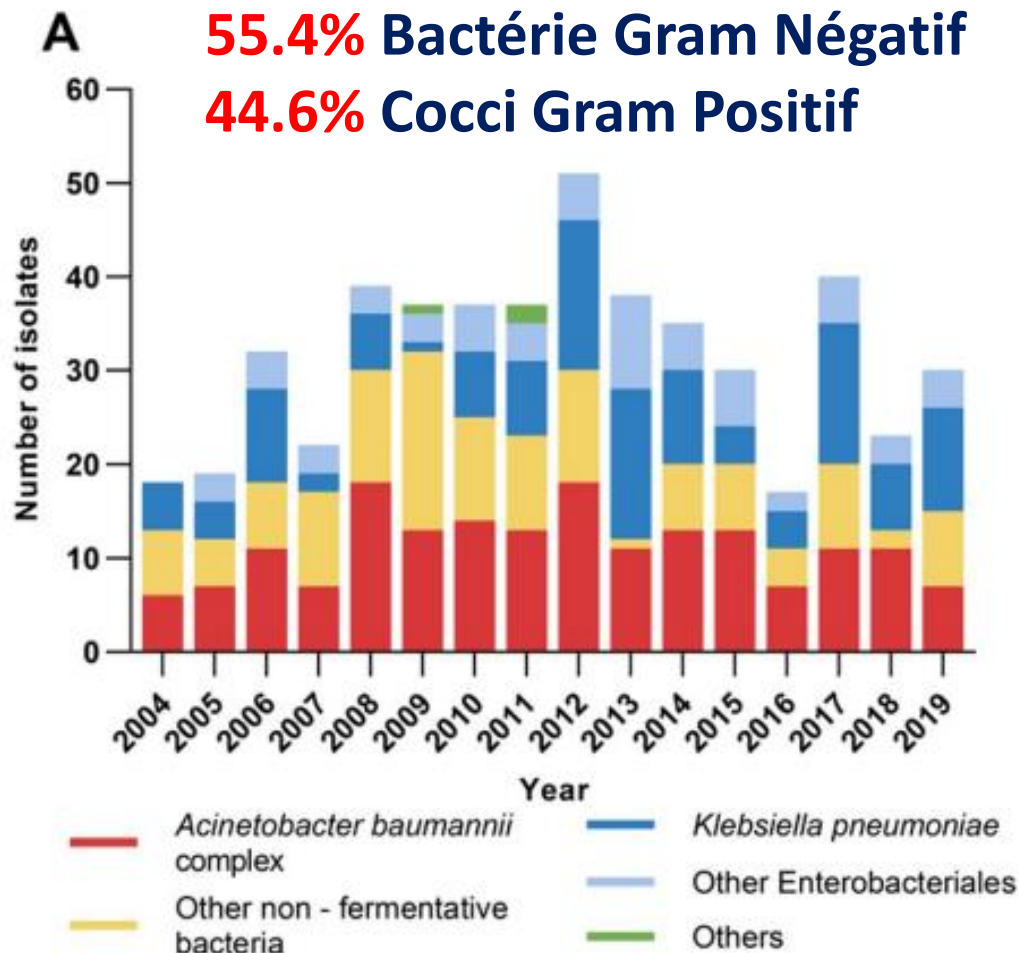 A
55.4% Bactérie Gram Négatif
44.6% Cocci Gram Positif
60
50
40
30
20
10
0
Number of isolates
2004
2005
2006
2007
2008
2009
2010
2011
2012
2013
2014
2015
2016
2017
2018
2019
Year
Acinetobacter baumannii
complex
Other non - fermentative
bacteria
Klebsiella pneumoniae
Other Enterobacteriales
Others